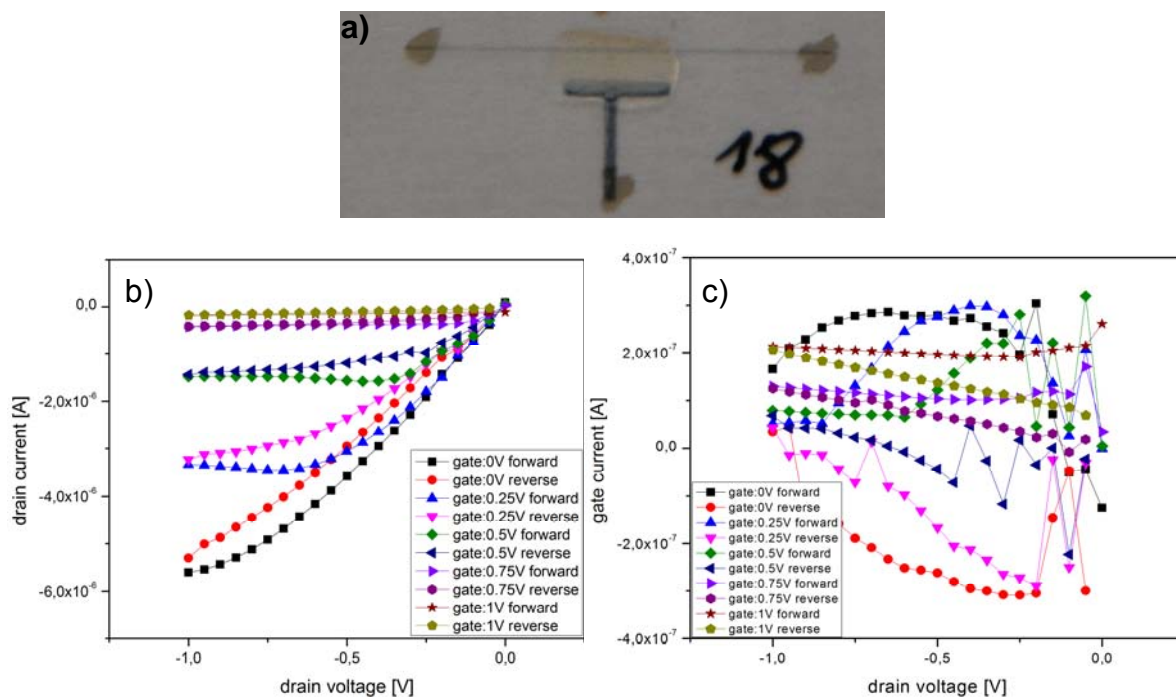 a)
18
b)
0,0
-2,0x10⁻⁶
-4,0x10⁻⁶
-6,0x10⁻⁶
drain current [A]
-1,0
-0,5
0,0
drain voltage [V]
gate:0V forward
gate:0V reverse
gate:0.25V forward
gate:0.25V reverse
gate:0.5V forward
gate:0.5V reverse
gate:0.75V forward
gate:0.75V reverse
gate:1V forward
gate:1V reverse
c)
4,0x10⁻⁷
2,0x10⁻⁷
0,0
-2,0x10⁻⁷
-4,0x10⁻⁷
gate current [A]
-1,0
-0,5
0,0
drain voltage [V]
gate:0V forward
gate:0V reverse
gate:0.25V forward
gate:0.25V reverse
gate:0.5V forward
gate:0.5V reverse
gate:0.75V forward
gate:0.75V reverse
gate:1V forward
gate:1V reverse